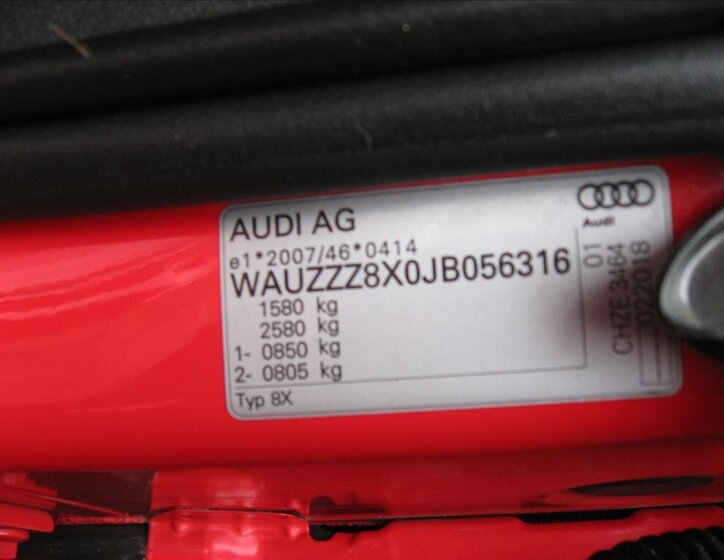 AUDI AG
Audi
e1*2007/46*0414
WAUZZZ8X0JB056316
1580 kg
2580 kg
1- 0850 kg
2- 0805 kg
Typ 8X
01
CHZE 3464
022018